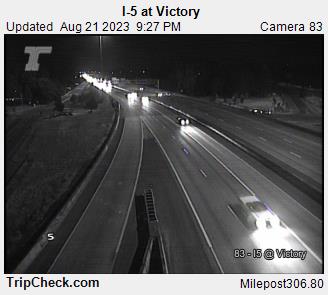 I-5 at Victory
Updated Aug 21 2023 9:27 PM Camera 83
T
S
83 - I5 @ Victory
TripCheck.com Milepost306.80